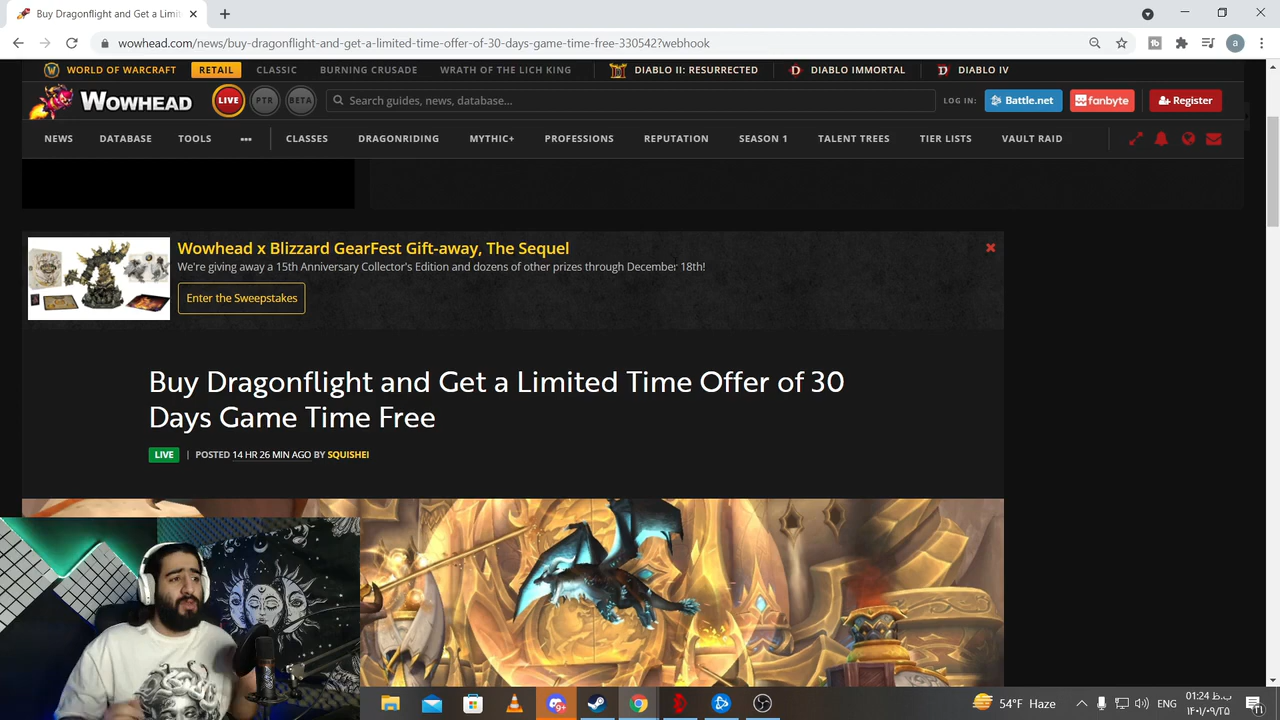 Buy Dragonflight and Get a Limit
wowhead.com/news/buy-dragonflight-and-get-a-limited-time-offer-of-30-days-game-time-free-330542?webhook
a
WORLD OF WARCRAFT RETAIL CLASSIC BURNING CRUSADE WRATH OF THE LICH KING DIABLO II: RESURRECTED DIABLO IMMORTAL DIABLO IV
WOWHEAD LIVE PTR BETA Search guides, news, database... LOG IN: Battle.net fanbyte Register
NEWS DATABASE TOOLS ••• CLASSES DRAGONRIDING MYTHIC+ PROFESSIONS REPUTATION SEASON 1 TALENT TREES TIER LISTS VAULT RAID
Wowhead x Blizzard GearFest Gift-away, The Sequel
We're giving away a 15th Anniversary Collector's Edition and dozens of other prizes through December 18th!
Enter the Sweepstakes
Buy Dragonflight and Get a Limited Time Offer of 30
Days Game Time Free
LIVE | POSTED 14 HR 26 MIN AGO BY SQUISHEI
54°F Haze ENG
01:24 ب.ظ
۱۴۰۱/۰۹/۲۵